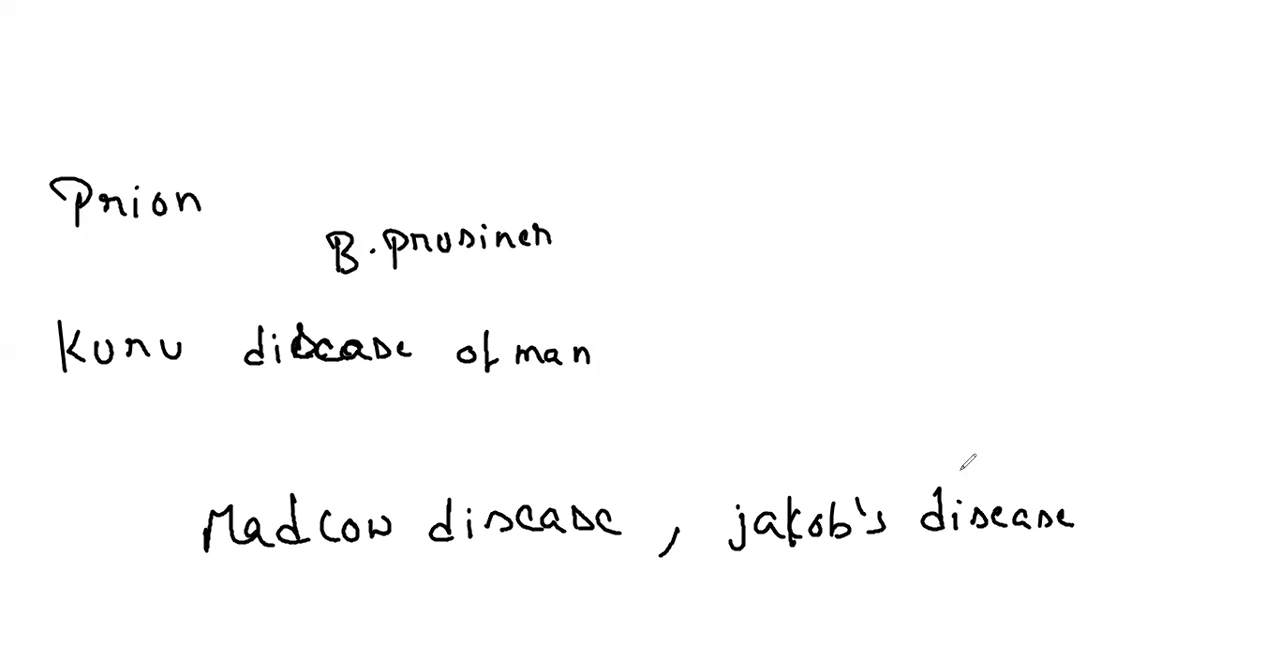 Prion
B. Prusiner
Kuru disease of man
Madcow disease, jakob's disease